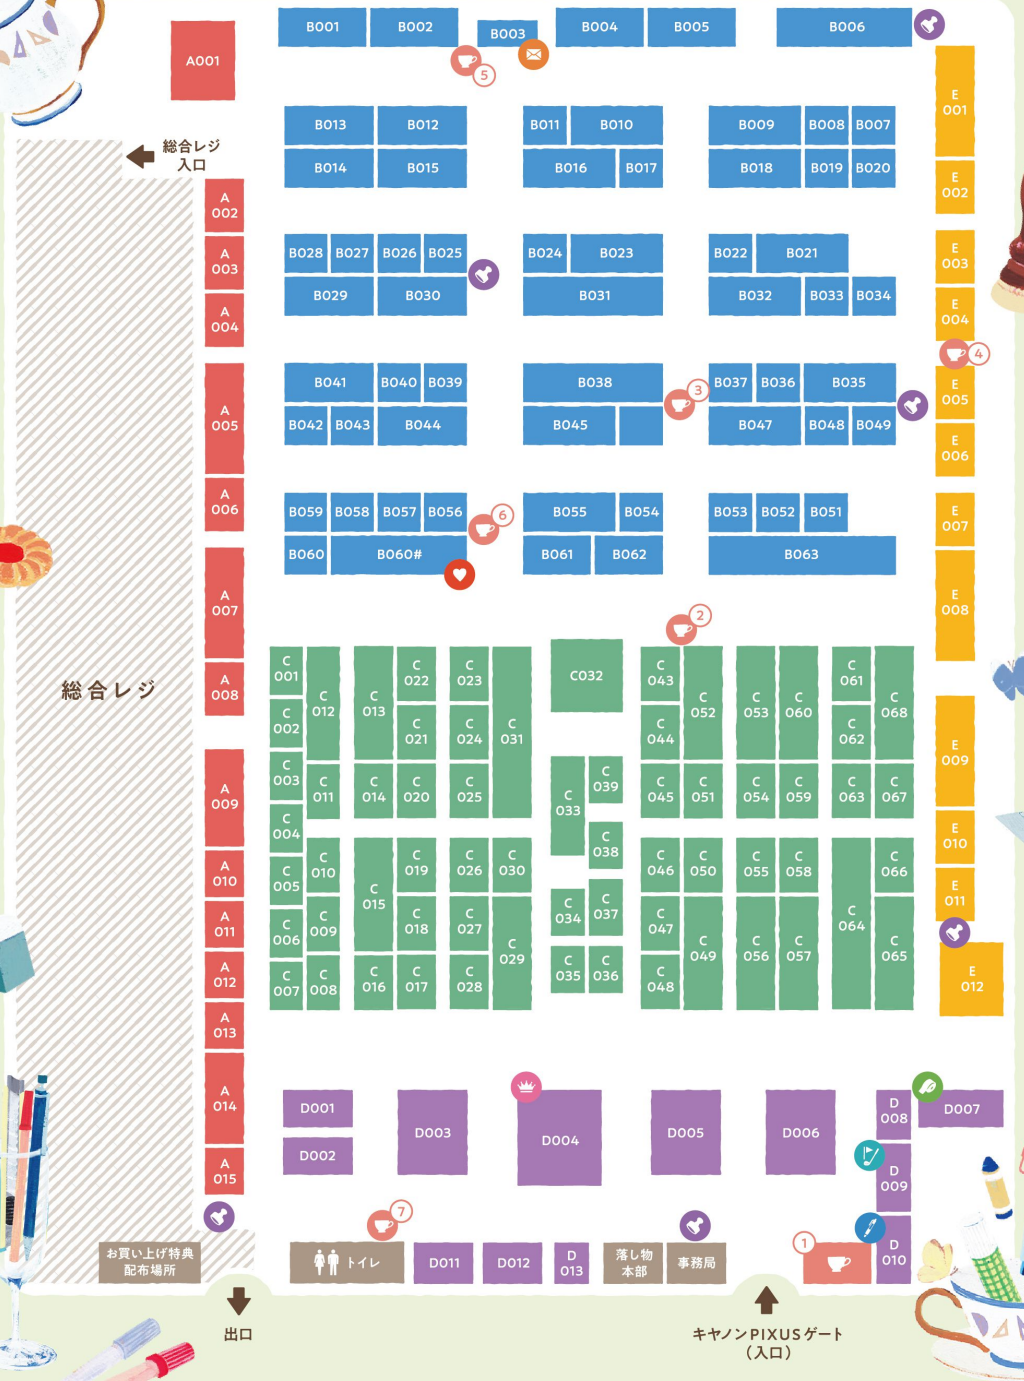 B001
B002
B003
B004
B005
B006
A001
5
E
001
B013
B012
B011
B010
B009
B008
B007
総合レジ
入口
B014
B015
B016
B017
B018
B019
B020
E
002
A
002
B028
B027
B026
B025
B024
B023
B022
B021
E
003
A
003
B029
B030
B031
B032
B033
B034
E
004
A
004
4
B041
B040
B039
B038
3
B037
B036
B035
E
005
A
005
B042
B043
B044
B045
B047
B048
B049
E
006
A
006
B059
B058
B057
B056
6
B055
B054
B053
B052
B051
E
007
B060
B060#
B061
B062
B063
A
007
E
008
2
総合レジ
A
008
C
001
C
012
C
013
C
022
C
023
C
031
C032
C
043
C
052
C
053
C
060
C
061
C
068
C
002
C
021
C
024
C
044
C
062
E
009
C
003
C
011
C
014
C
020
C
025
C
033
C
039
C
045
C
051
C
054
C
059
C
063
C
067
A
009
C
004
C
038
E
010
A
010
C
005
C
010
C
015
C
019
C
026
C
030
C
046
C
050
C
055
C
058
C
064
C
066
E
011
A
011
C
006
C
009
C
018
C
027
C
029
C
034
C
037
C
047
C
049
C
056
C
057
C
065
A
012
C
007
C
008
C
016
C
017
C
028
C
035
C
036
C
048
E
012
A
013
A
014
D001
D002
D003
D004
D005
D006
D
008
D007
A
015
D
009
7
1
お買い上げ特典
配布場所
トイレ
D011
D012
D
013
落し物
本部
事務局
D
010
出口
キヤノンPIXUSゲート
（入口）